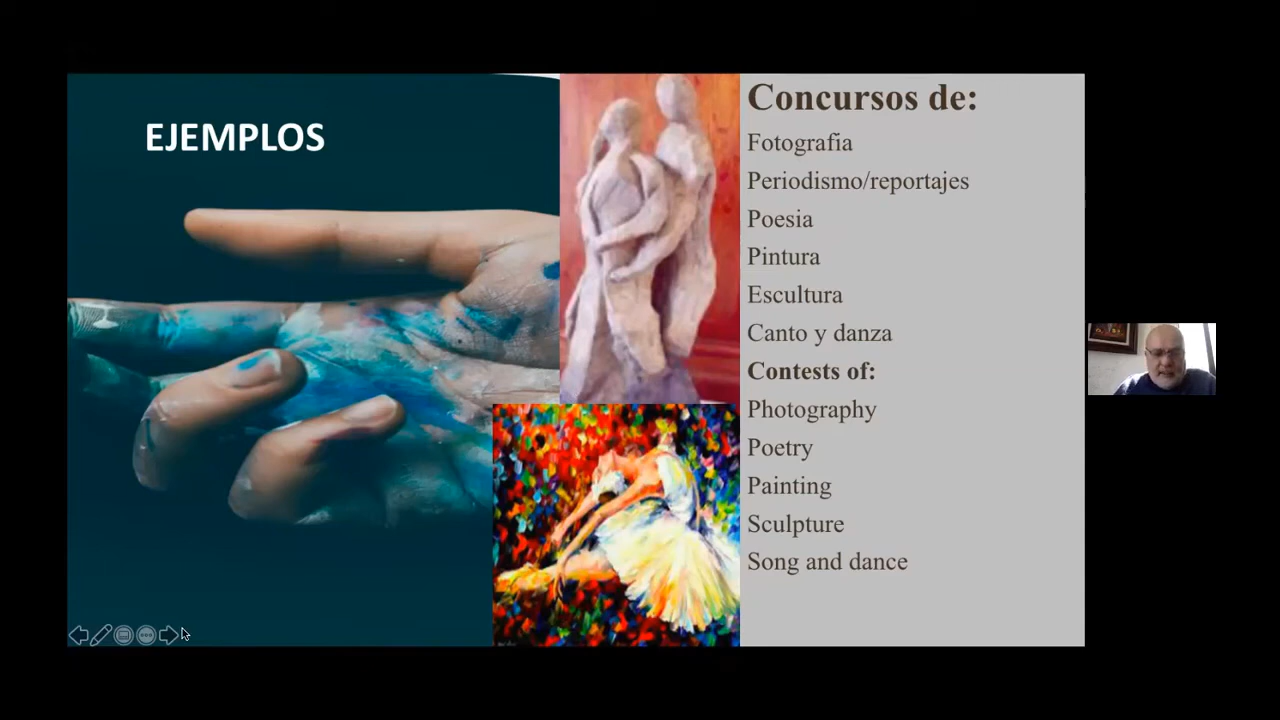 EJEMPLOS
Concursos de:
Fotografia
Periodismo/reportajes
Poesia
Pintura
Escultura
Canto y danza
Contests of:
Photography
Poetry
Painting
Sculpture
Song and dance